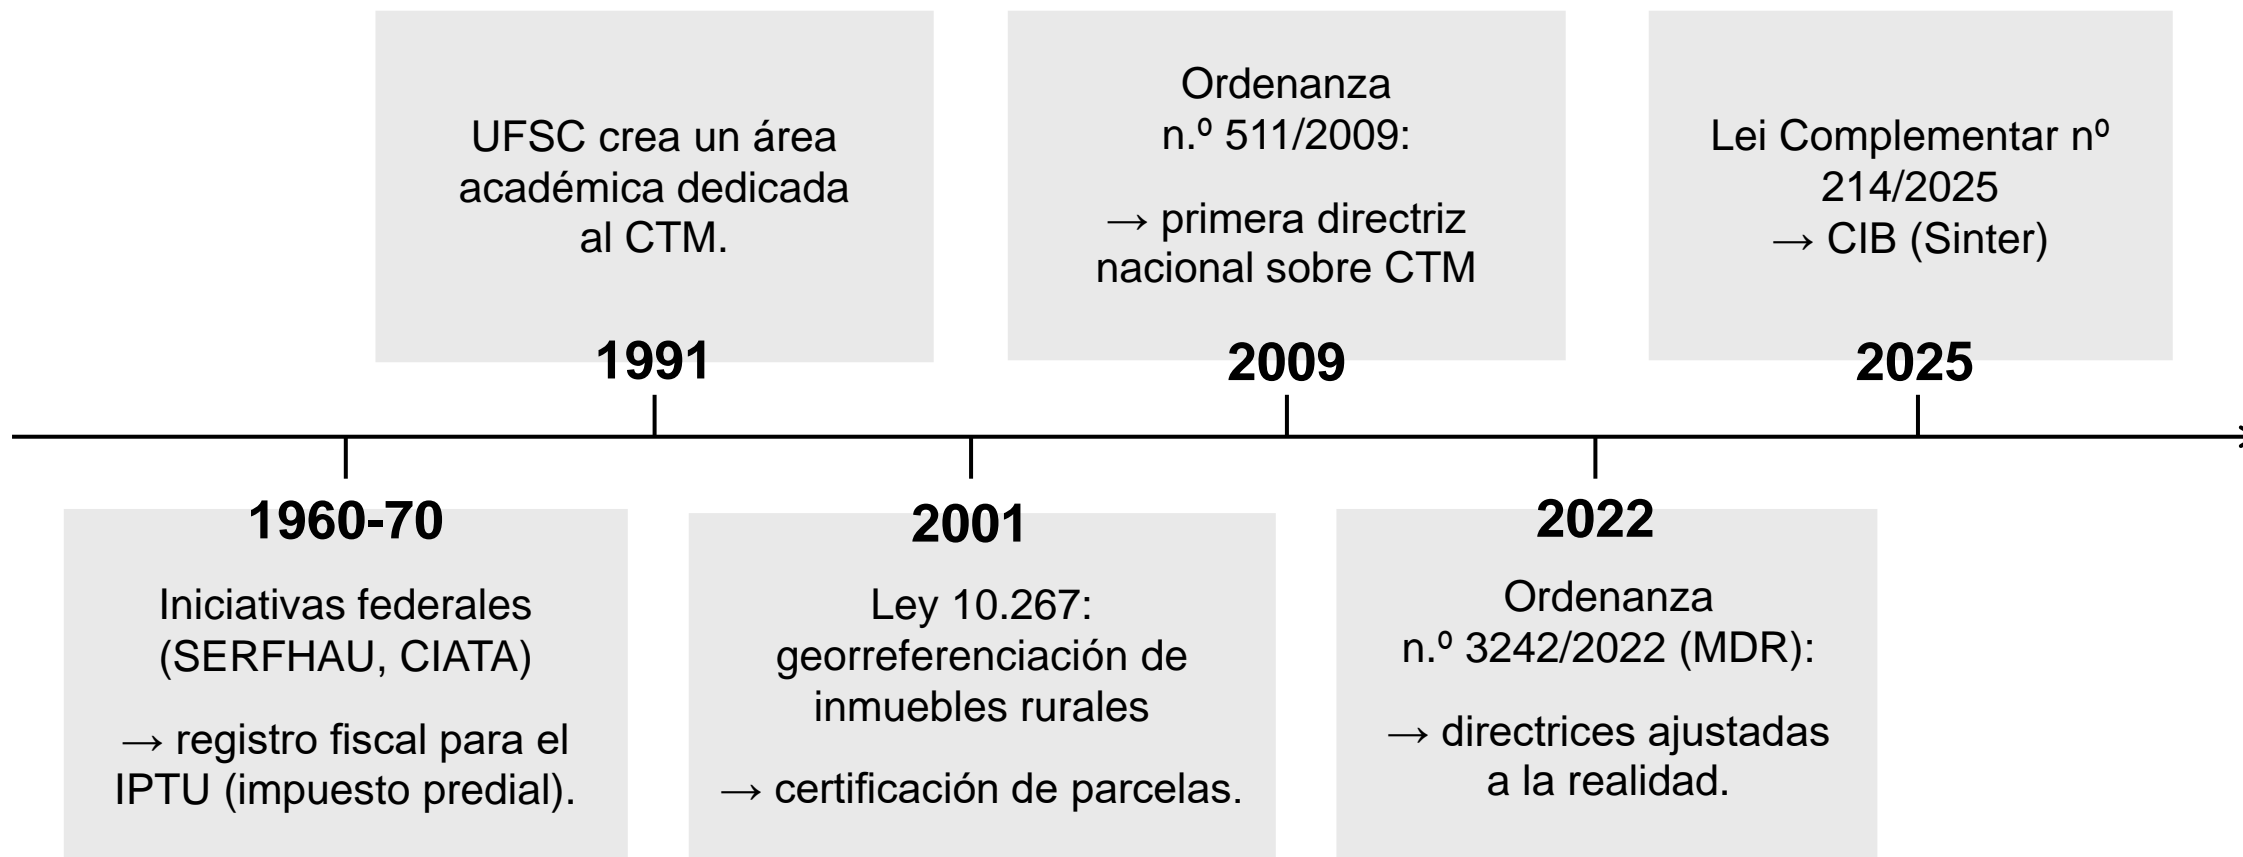 UFSC crea un área
académica dedicada
al CTM.
1991
Ordenanza
n.º 511/2009:
→ primera directriz
nacional sobre CTM
2009
Lei Complementar nº
214/2025
→ CIB (Sinter)
2025
1960-70
Iniciativas federales
(SERFHAU, CIATA)
→ registro fiscal para el
IPTU (impuesto predial).
2001
Ley 10.267:
georreferenciación de
inmuebles rurales
→ certificación de parcelas.
2022
Ordenanza
n.º 3242/2022 (MDR):
→ directrices ajustadas
a la realidad.